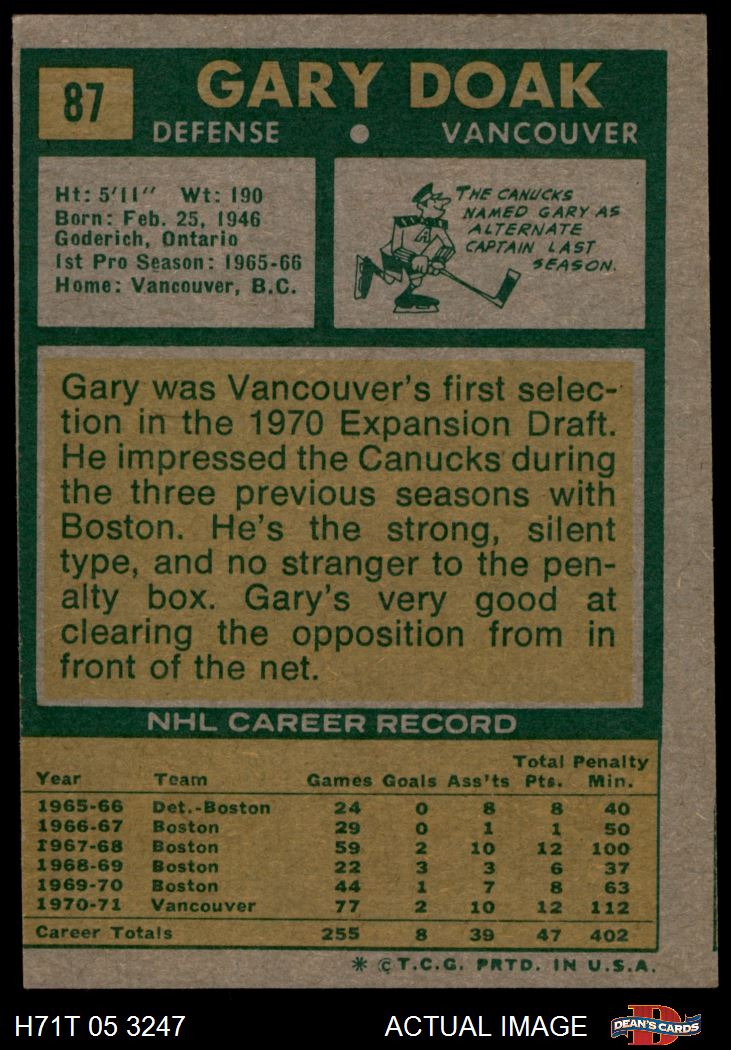 87
GARY DOAK
DEFENSE ● VANCOUVER
Ht: 5'11" Wt: 190
Born: Feb. 25, 1946
Goderich, Ontario
1st Pro Season: 1965-66
Home: Vancouver, B.C.
THE CANUCKS
NAMED GARY AS
ALTERNATE
CAPTAIN LAST
SEASON.
A
Gary was Vancouver's first selec-
tion in the 1970 Expansion Draft.
He impressed the Canucks during
the three previous seasons with
Boston. He's the strong, silent
type, and no stranger to the pen-
alty box. Gary's very good at
clearing the opposition from in
front of the net.
NHL CAREER RECORD
Total Penalty
Year Team Games Goals Ass'ts Pts. Min.
1965-66 Det.-Boston 24 0 8 8 40
1966-67 Boston 29 0 1 1 50
1967-68 Boston 59 2 10 12 100
1968-69 Boston 22 3 3 6 37
1969-70 Boston 44 1 7 8 63
1970-71 Vancouver 77 2 10 12 112
Career Totals 255 8 39 47 402
* © T.C.G. PRTD. IN U.S.A.
H71T 05 3247 ACTUAL IMAGE
D
DEAN'S CARDS